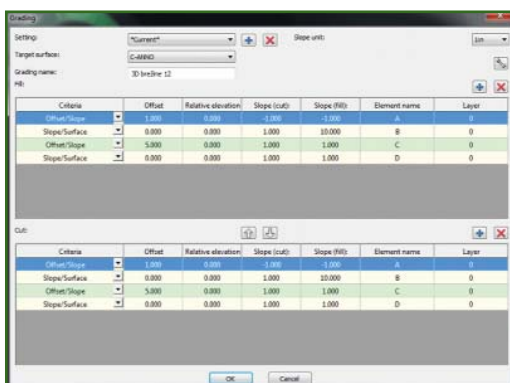 Grading
Setting: *Current* Slope unit: 1:n
Target surface: C-ANNO
Grading name: 3D breline 12
Fill:
Criteria Offset Relative elevation Slope (cut): Slope (fill): Element name Layer
Offset/Slope 1.000 0.000 -1.000 -1.000 A 0
Slope/Surface 0.000 0.000 1.000 10.000 B 0
Offset/Slope 5.000 0.000 1.000 1.000 C 0
Slope/Surface 0.000 0.000 1.000 1.000 D 0
Cut:
Criteria Offset Relative elevation Slope (cut): Slope (fill): Element name Layer
Offset/Slope 1.000 0.000 -1.000 -1.000 A 0
Slope/Surface 0.000 0.000 1.000 10.000 B 0
Offset/Slope 5.000 0.000 1.000 1.000 C 0
Slope/Surface 0.000 0.000 1.000 1.000 D 0
OK Cancel